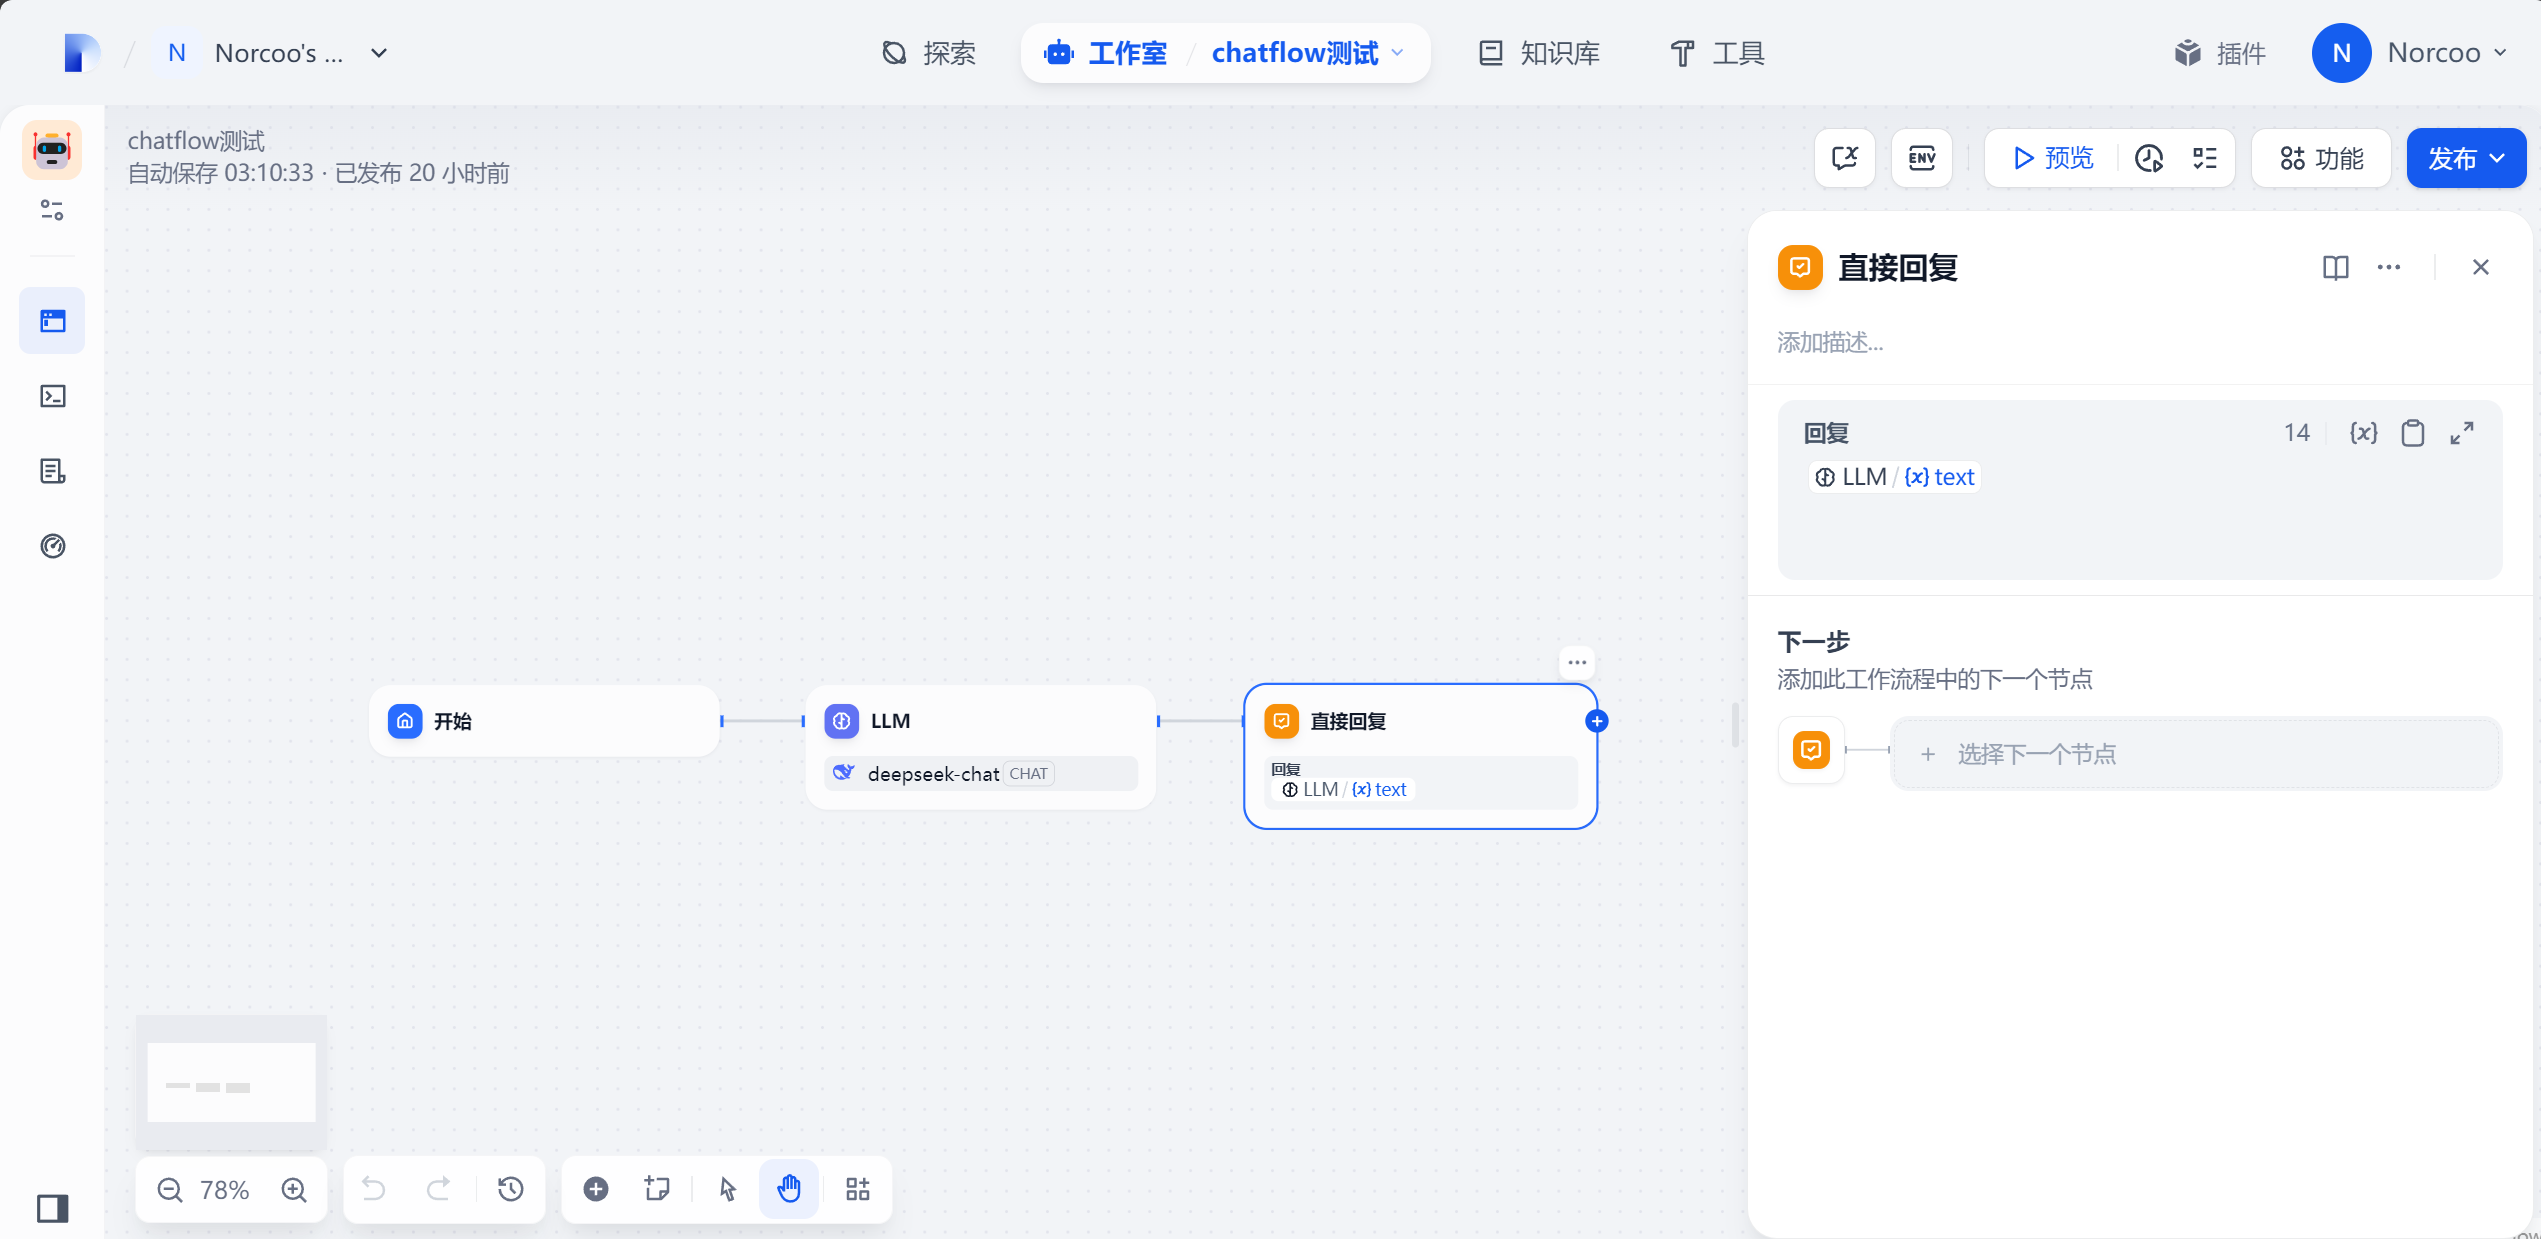 N Norcoo's ...
探索
工作室 / chatflow测试
知识库
工具
插件
N Norcoo
chatflow测试
自动保存 03:10:33 · 已发布 20 小时前
ENV
预览
功能
发布
直接回复
添加描述...
回复
14
{x}
LLM / {x} text
下一步
添加此工作流程中的下一个节点
+ 选择下一个节点
开始
LLM
deepseek-chat CHAT
直接回复
回复
LLM / {x} text
78%